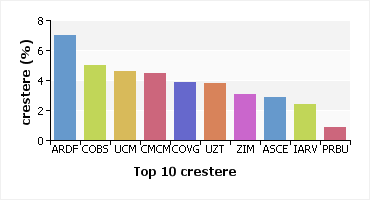 crestere (%)
8
6
4
2
0
ARDF COBS UCM CMCM COVG UZT ZIM ASCE IARV PRBU
Top 10 crestere